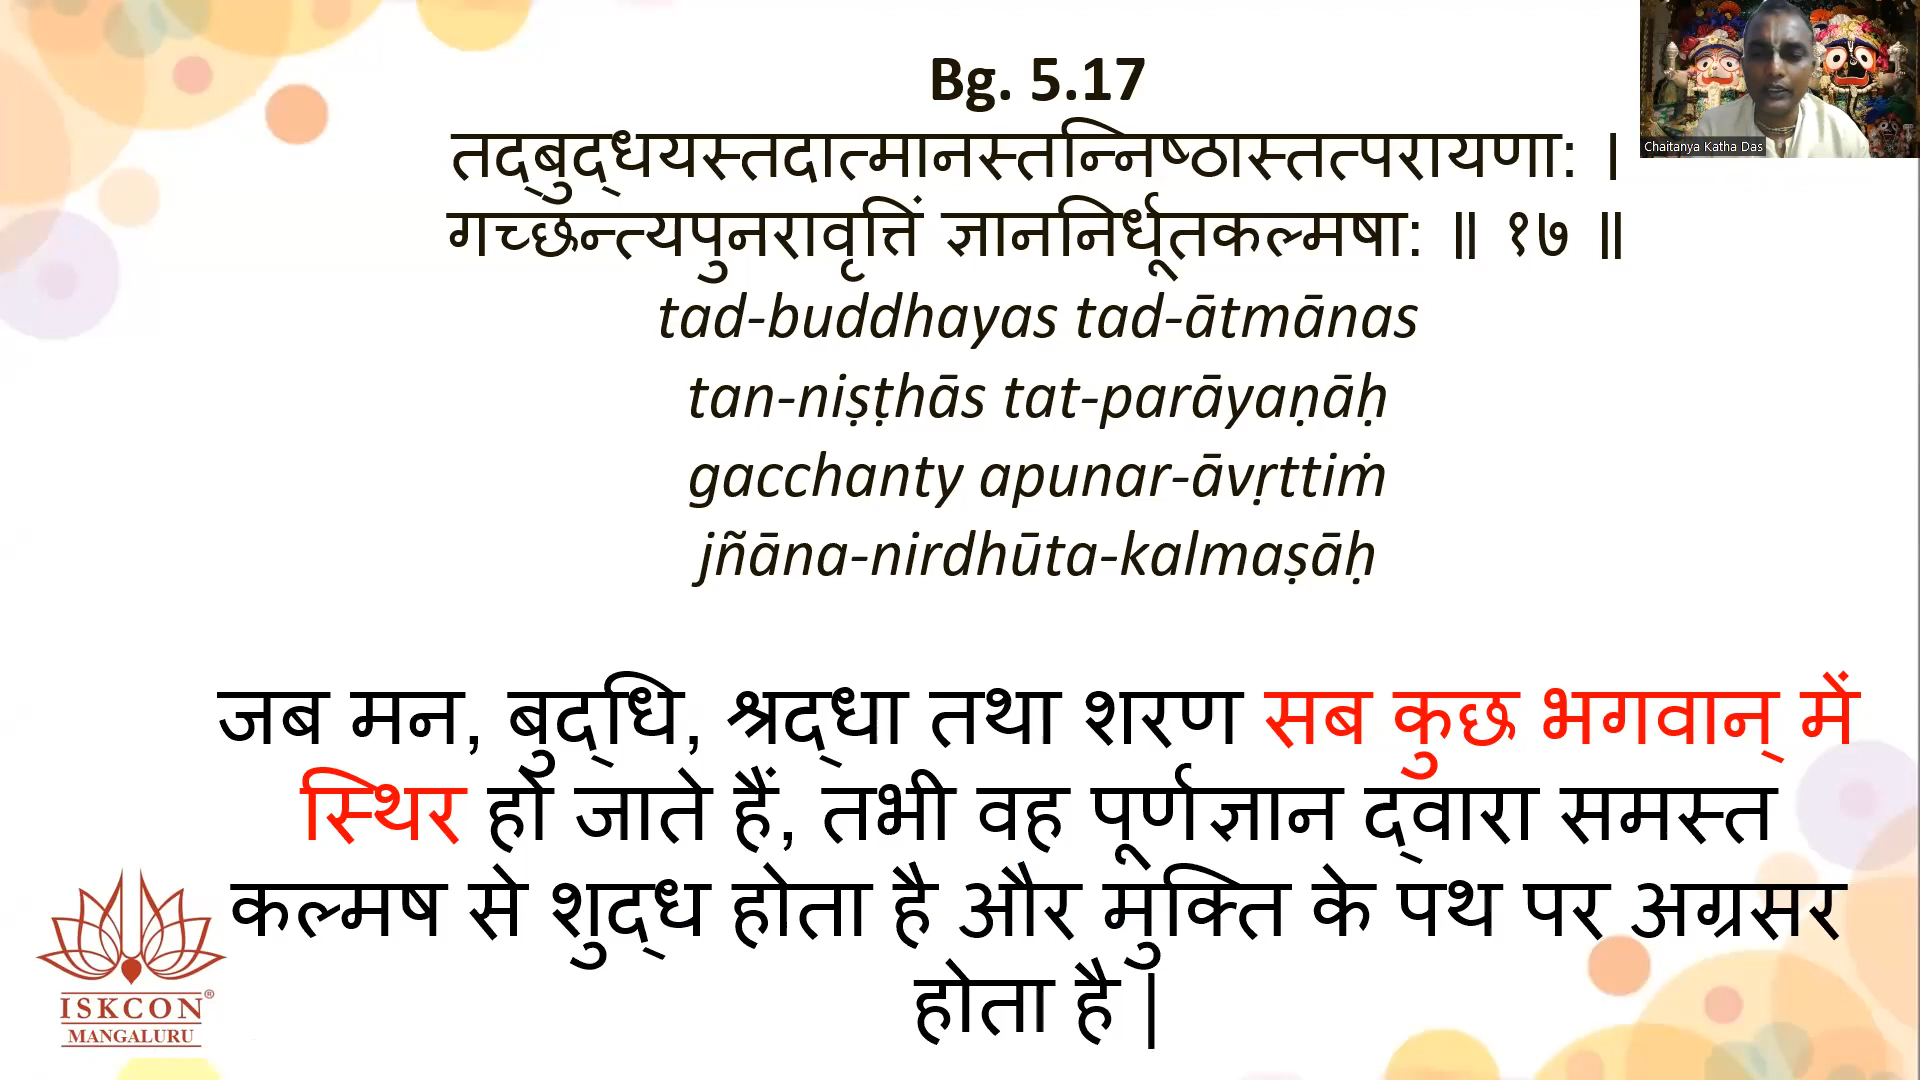 Bg. 5.17
तद्‍बुद्धयस्तदात्मानस्तन्निष्ठास्तत्परायणा: ।
गच्छन्त्यपुनरावृत्तिं ज्ञाननिर्धूतकल्मषा: ॥ १७ ॥
tad-buddhayas tad-ātmānas
tan-niṣṭhās tat-parāyaṇāḥ
gacchanty apunar-āvṛttiṁ
jñāna-nirdhūta-kalmaṣāḥ
जब मन, बुद्धि, श्रद्धा तथा शरण सब कुछ भगवान् में
स्थिर हो जाते हैं, तभी वह पूर्णज्ञान द्वारा समस्त
कल्मष से शुद्ध होता है और मुक्ति के पथ पर अग्रसर
होता है |
Chaitanya Katha Das
ISKCON®
MANGALURU